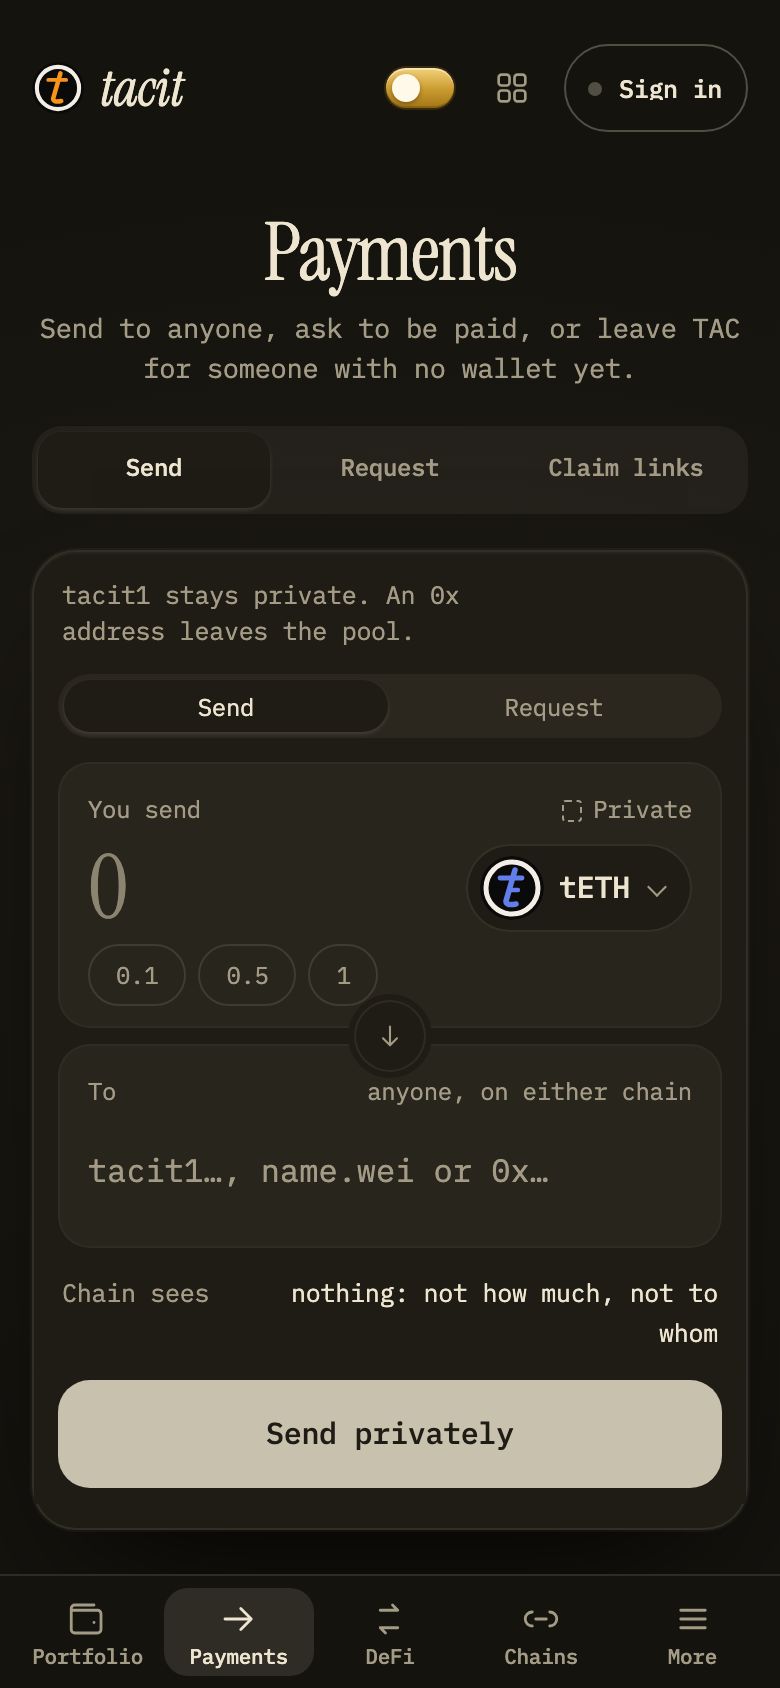 tacit
Sign in
Payments
Send to anyone, ask to be paid, or leave TAC
for someone with no wallet yet.
Send Request Claim links
tacit1 stays private. An 0x
address leaves the pool.
Send Request
You send Private
0 tETH
0.1 0.5 1
To anyone, on either chain
tacit1…, name.wei or 0x…
Chain sees nothing: not how much, not to
whom
Send privately
Portfolio Payments DeFi Chains More